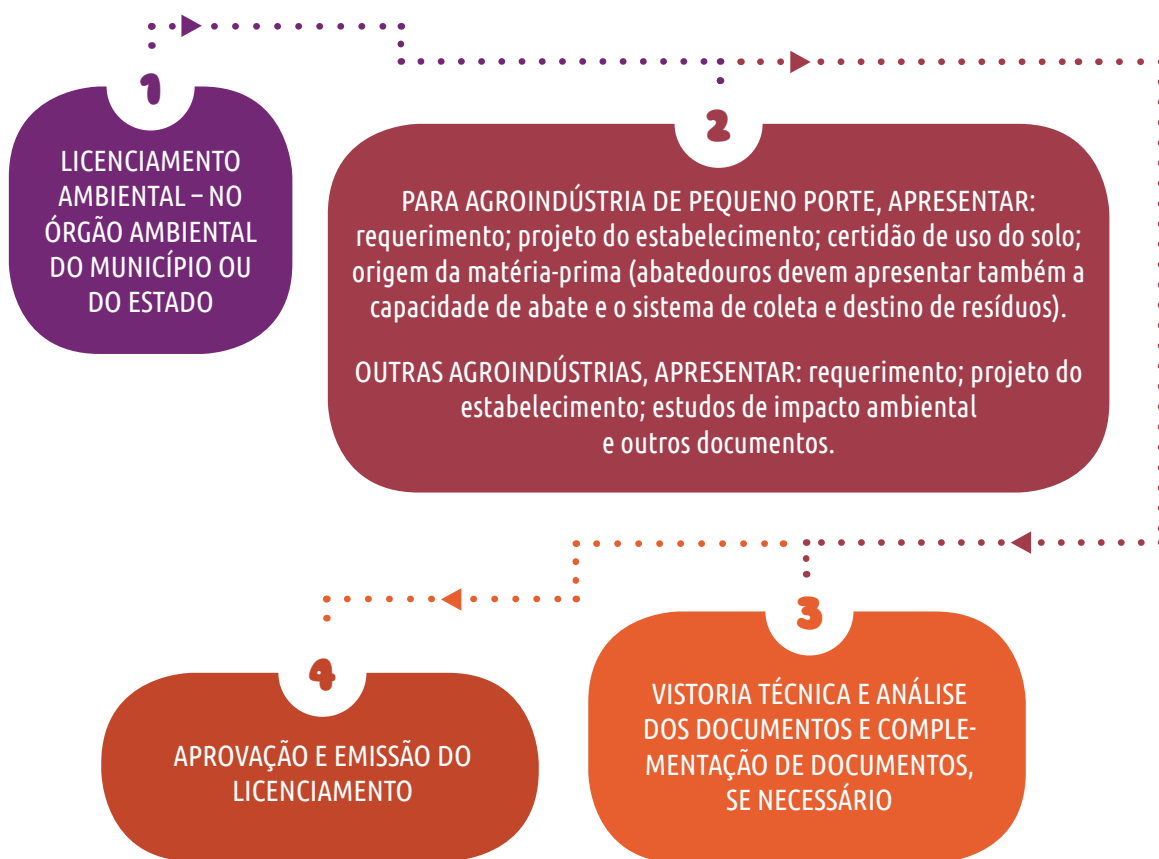 1
LICENCIAMENTO
AMBIENTAL – NO
ÓRGÃO AMBIENTAL
DO MUNICÍPIO OU
DO ESTADO
2
PARA AGROINDÚSTRIA DE PEQUENO PORTE, APRESENTAR:
requerimento; projeto do estabelecimento; certidão de uso do solo;
origem da matéria-prima (abatedouros devem apresentar também a
capacidade de abate e o sistema de coleta e destino de resíduos).
OUTRAS AGROINDÚSTRIAS, APRESENTAR: requerimento; projeto do
estabelecimento; estudos de impacto ambiental
e outros documentos.
3
VISTORIA TÉCNICA E ANÁLISE
DOS DOCUMENTOS E COMPLE-
MENTAÇÃO DE DOCUMENTOS,
SE NECESSÁRIO
4
APROVAÇÃO E EMISSÃO DO
LICENCIAMENTO